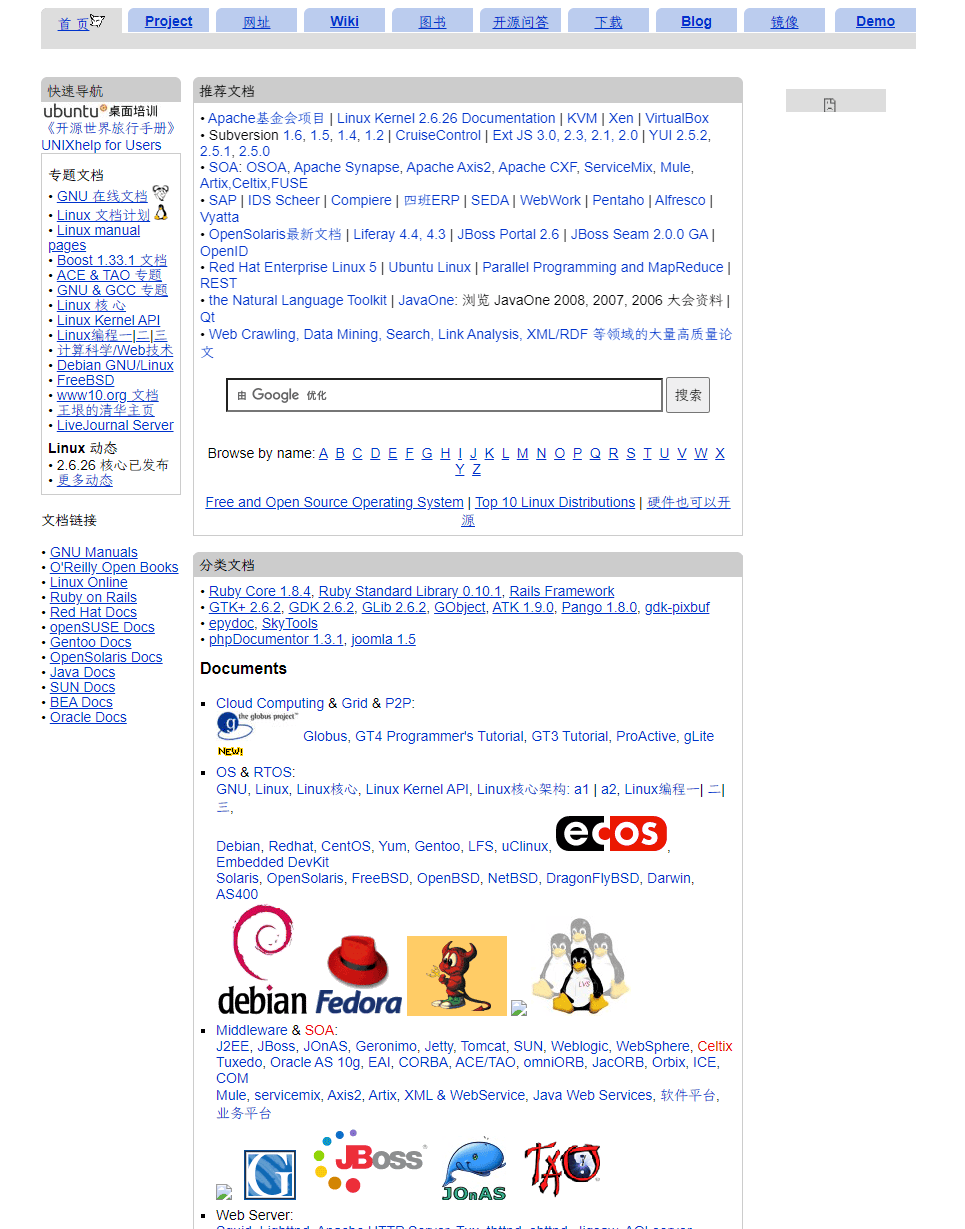 首 页 Project 网址 Wiki 图书 开源问答 下载 Blog 镜像 Demo
快速导航
ubuntu 桌面培训
《开源世界旅行手册》
UNIXhelp for Users
专题文档
• GNU 在线文档
• Linux 文档计划
• Linux manual
pages
• Boost 1.33.1 文档
• ACE & TAO 专题
• GNU & GCC 专题
• Linux 核 心
• Linux Kernel API
• Linux编程一|二|三
• 计算科学/Web技术
• Debian GNU/Linux
• FreeBSD
• www10.org 文档
• 王垠的清华主页
• LiveJournal Server
Linux 动态
• 2.6.26 核心已发布
• 更多动态
文档链接
• GNU Manuals
• O'Reilly Open Books
• Linux Online
• Ruby on Rails
• Red Hat Docs
• openSUSE Docs
• Gentoo Docs
• OpenSolaris Docs
• Java Docs
• SUN Docs
• BEA Docs
• Oracle Docs
推荐文档
• Apache基金会项目 | Linux Kernel 2.6.26 Documentation | KVM | Xen | VirtualBox
• Subversion 1.6, 1.5, 1.4, 1.2 | CruiseControl | Ext JS 3.0, 2.3, 2.1, 2.0 | YUI 2.5.2,
2.5.1, 2.5.0
• SOA: OSOA, Apache Synapse, Apache Axis2, Apache CXF, ServiceMix, Mule,
Artix,Celtix,FUSE
• SAP | IDS Scheer | Compiere | 四班ERP | SEDA | WebWork | Pentaho | Alfresco |
Vyatta
• OpenSolaris最新文档 | Liferay 4.4, 4.3 | JBoss Portal 2.6 | JBoss Seam 2.0.0 GA |
OpenID
• Red Hat Enterprise Linux 5 | Ubuntu Linux | Parallel Programming and MapReduce |
REST
• the Natural Language Toolkit | JavaOne: 浏览 JavaOne 2008, 2007, 2006 大会资料 |
Qt
• Web Crawling, Data Mining, Search, Link Analysis, XML/RDF 等领域的大量高质量论
文
由 Google 优化 搜索
Browse by name: A B C D E F G H I J K L M N O P Q R S T U V W X
Y Z
Free and Open Source Operating System | Top 10 Linux Distributions | 硬件也可以开
源
分类文档
• Ruby Core 1.8.4, Ruby Standard Library 0.10.1, Rails Framework
• GTK+ 2.6.2, GDK 2.6.2, GLib 2.6.2, GObject, ATK 1.9.0, Pango 1.8.0, gdk-pixbuf
• epydoc, SkyTools
• phpDocumentor 1.3.1, joomla 1.5
Documents
▪ Cloud Computing & Grid & P2P:
g the globus project™ NEW! Globus, GT4 Programmer's Tutorial, GT3 Tutorial, ProActive, gLite
▪ OS & RTOS:
GNU, Linux, Linux核心, Linux Kernel API, Linux核心架构: a1 | a2, Linux编程一| 二|
三,
Debian, Redhat, CentOS, Yum, Gentoo, LFS, uClinux, ecos,
Embedded DevKit
Solaris, OpenSolaris, FreeBSD, OpenBSD, NetBSD, DragonFlyBSD, Darwin,
AS400
debian Fedora LVS
▪ Middleware & SOA:
J2EE, JBoss, JOnAS, Geronimo, Jetty, Tomcat, SUN, Weblogic, WebSphere, Celtix
Tuxedo, Oracle AS 10g, EAI, CORBA, ACE/TAO, omniORB, JacORB, Orbix, ICE,
COM
Mule, servicemix, Axis2, Artix, XML & WebService, Java Web Services, 软件平台,
业务平台
G JBoss JOnAS TAO
▪ Web Server: